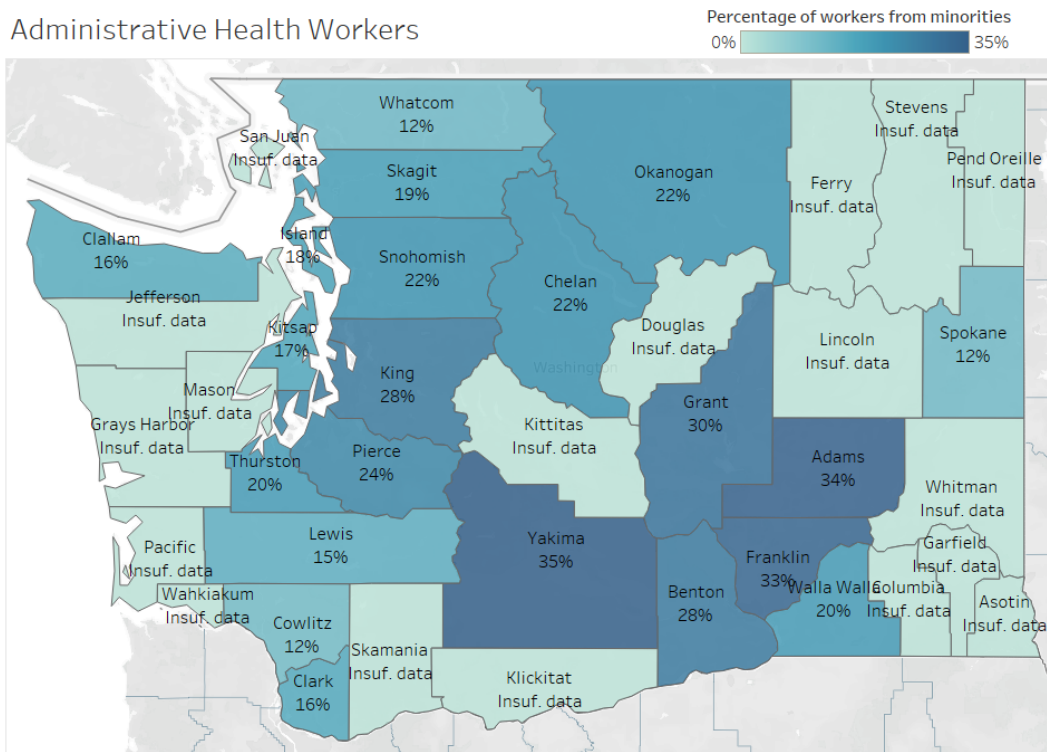 Administrative Health Workers
Percentage of workers from minorities
0%
35%
Whatcom
12%
San Juan
Insuf. data
Skagit
19%
Okanogan
22%
Ferry
Insuf. data
Stevens
Insuf. data
Pend Oreille
Insuf. data
Clallam
16%
Island
18%
Snohomish
22%
Chelan
22%
Jefferson
Insuf. data
Kitsap
17%
Douglas
Insuf. data
Lincoln
Insuf. data
Spokane
12%
Washington
King
28%
Mason
Insuf. data
Grays Harbor
Insuf. data
Kittitas
Insuf. data
Grant
30%
Thurston
20%
Pierce
24%
Adams
34%
Whitman
Insuf. data
Pacific
Insuf. data
Lewis
15%
Yakima
35%
Benton
28%
Franklin
33%
Walla Walla
20%
Columbia
Insuf. data
Garfield
Insuf. data
Asotin
Insuf. data
Wahkiakum
Insuf. data
Cowlitz
12%
Skamania
Insuf. data
Clark
16%
Klickitat
Insuf. data